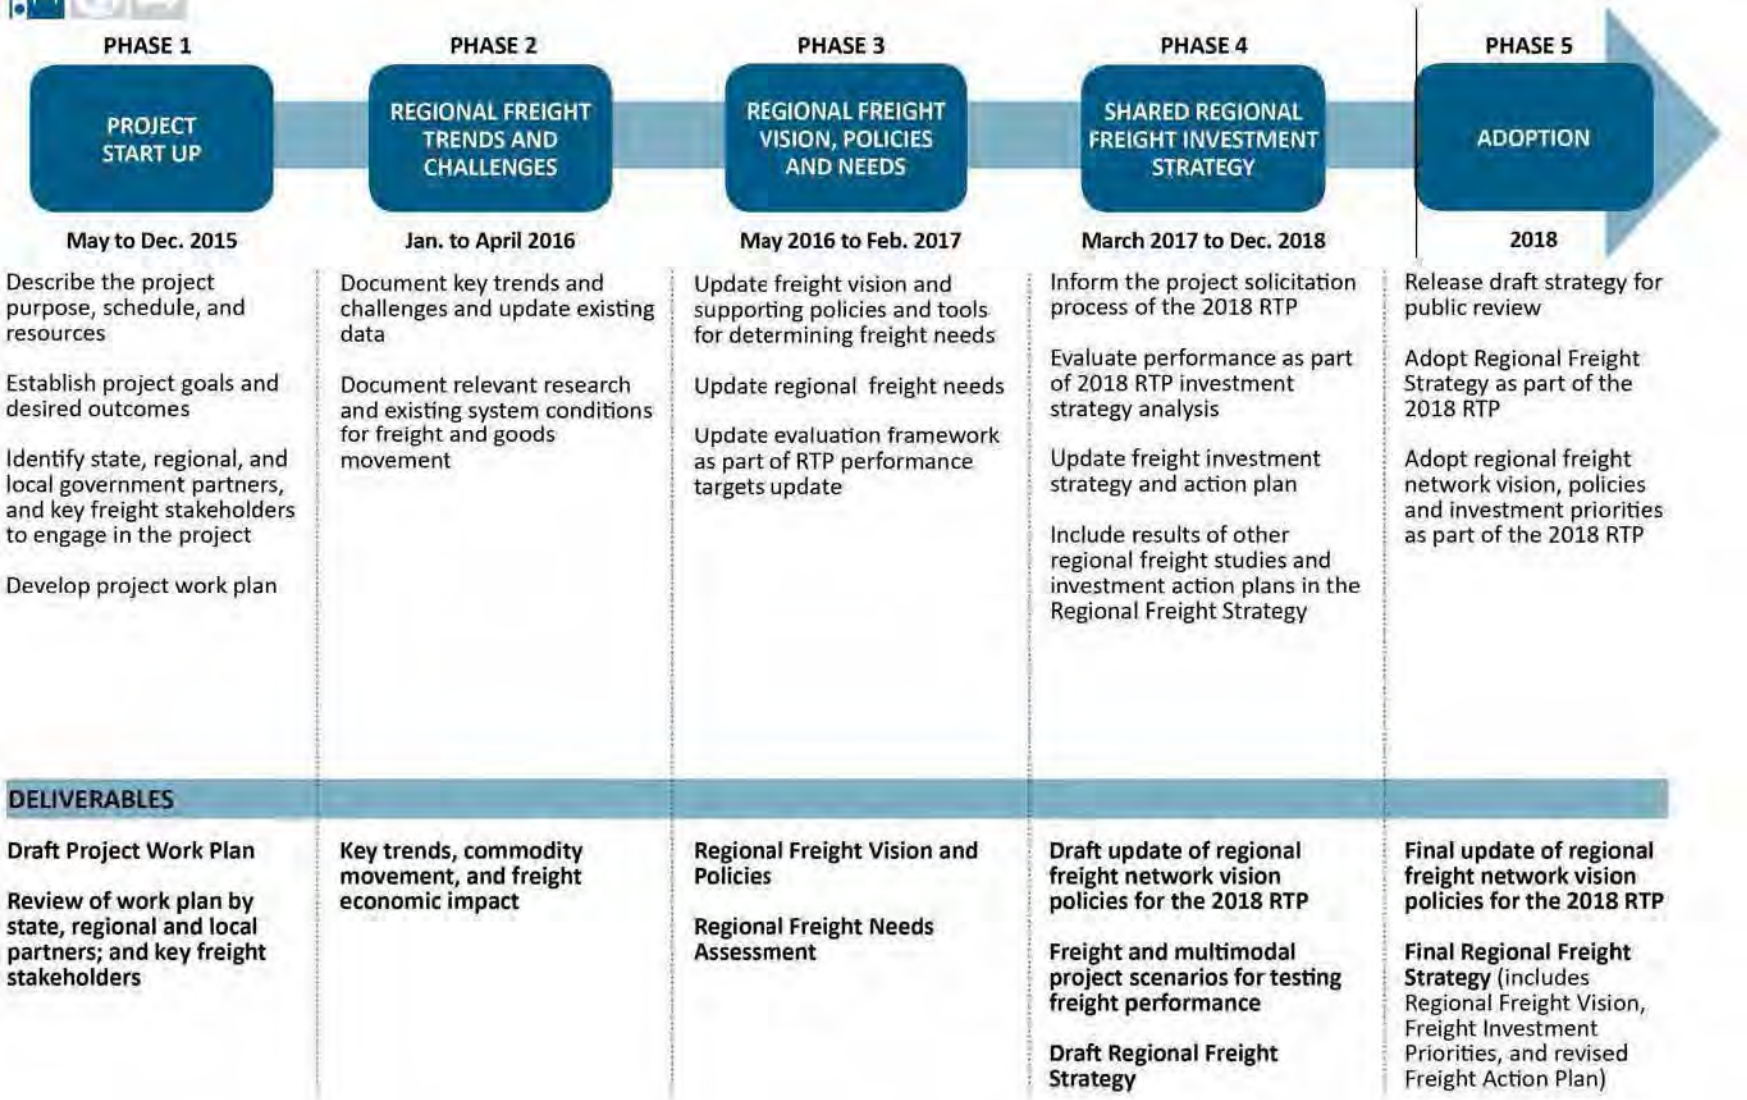 PHASE 1
PROJECT
START UP
May to Dec. 2015
Describe the project
purpose, schedule, and
resources
Establish project goals and
desired outcomes
Identify state, regional, and
local government partners,
and key freight stakeholders
to engage in the project
Develop project work plan
PHASE 2
REGIONAL FREIGHT
TRENDS AND
CHALLENGES
Jan. to April 2016
Document key trends and
challenges and update existing
data
Document relevant research
and existing system conditions
for freight and goods
movement
PHASE 3
REGIONAL FREIGHT
VISION, POLICIES
AND NEEDS
May 2016 to Feb. 2017
Update freight vision and
supporting policies and tools
for determining freight needs
Update regional freight needs
Update evaluation framework
as part of RTP performance
targets update
PHASE 4
SHARED REGIONAL
FREIGHT INVESTMENT
STRATEGY
March 2017 to Dec. 2018
Inform the project solicitation
process of the 2018 RTP
Evaluate performance as part
of 2018 RTP investment
strategy analysis
Update freight investment
strategy and action plan
Include results of other
regional freight studies and
investment action plans in the
Regional Freight Strategy
PHASE 5
ADOPTION
2018
Release draft strategy for
public review
Adopt Regional Freight
Strategy as part of the
2018 RTP
Adopt regional freight
network vision, policies
and investment priorities
as part of the 2018 RTP
DELIVERABLES
Draft Project Work Plan
Review of work plan by
state, regional and local
partners; and key freight
stakeholders
Key trends, commodity
movement, and freight
economic impact
Regional Freight Vision and
Policies
Regional Freight Needs
Assessment
Draft update of regional
freight network vision
policies for the 2018 RTP
Freight and multimodal
project scenarios for testing
freight performance
Draft Regional Freight
Strategy
Final update of regional
freight network vision
policies for the 2018 RTP
Final Regional Freight
Strategy (includes
Regional Freight Vision,
Freight Investment
Priorities, and revised
Freight Action Plan)